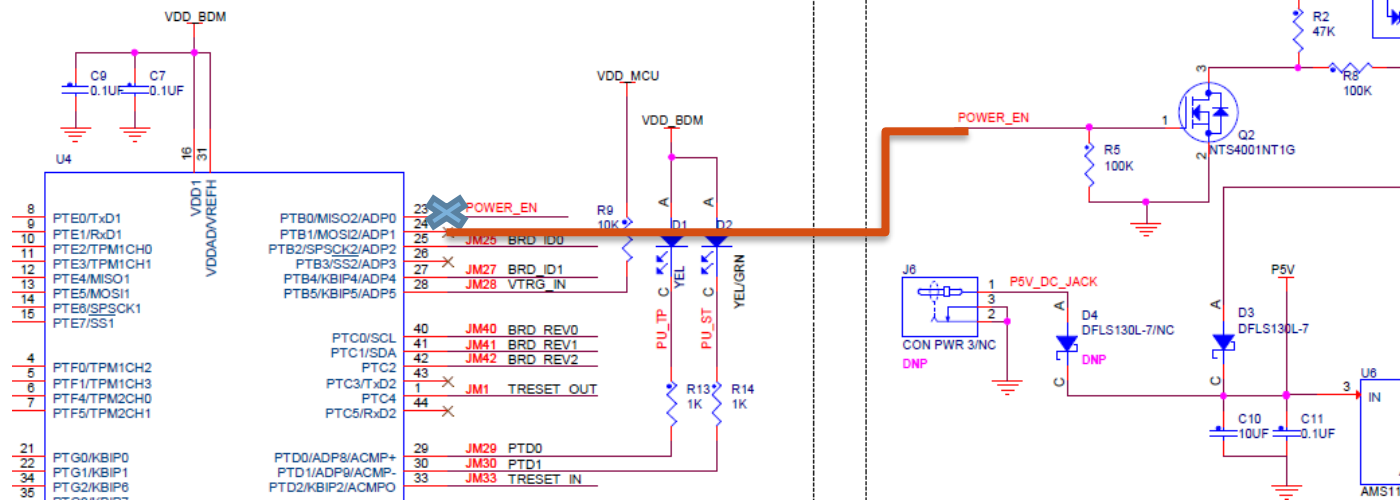 VDD_BDM
C9
0.1UF
C7
0.1UF
U4
16
31
VDD1
VDDAD/VREFH
8
PTE0/TxD1
9
PTE1/RxD1
10
PTE2/TPM1CH0
11
PTE3/TPM1CH1
12
PTE4/MISO1
13
PTE5/MOSI1
14
PTE6/SPSCK1
15
PTE7/SS1
4
PTF0/TPM1CH2
5
PTF1/TPM1CH3
6
PTF4/TPM2CH0
7
PTF5/TPM2CH1
21
PTG0/KBIP0
22
PTG1/KBIP1
34
PTG2/KBIP6
35
PTB0/MISO2/ADP0
23
POWER_EN
PTB1/MOSI2/ADP1
24
PTB2/SPSCK2/ADP2
25
JM25 BRD_ID0
PTB3/SS2/ADP3
26
PTB4/KBIP4/ADP4
27
JM27 BRD_ID1
PTB5/KBIP5/ADP5
28
JM28 VTRG_IN
PTC0/SCL
40
JM40 BRD_REV0
PTC1/SDA
41
JM41 BRD_REV1
PTC2
42
JM42 BRD_REV2
PTC3/TxD2
43
PTC4
1
JM1 TRESET_OUT
PTC5/RxD2
44
PTD0/ADP8/ACMP+
29
JM29 PTD0
PTD1/ADP9/ACMP-
30
JM30 PTD1
PTD2/KBIP2/ACMPO
33
JM33 TRESET_IN
VDD_MCU
R9
10K
VDD_BDM
A
A
D1
D2
YEL
YEL/GRN
C
C
PU_TP
PU_ST
R13
1K
R14
1K
POWER_EN
1
R5
100K
3
2
Q2
NTS4001NT1G
R2
47K
R8
100K
J6
1
3
2
CON PWR 3/NC
DNP
P5V_DC_JACK
A
D4
DFLS130L-7/NC
DNP
C
A
D3
DFLS130L-7
C
P5V
C10
10UF
C11
0.1UF
3
U6
IN
AMS11